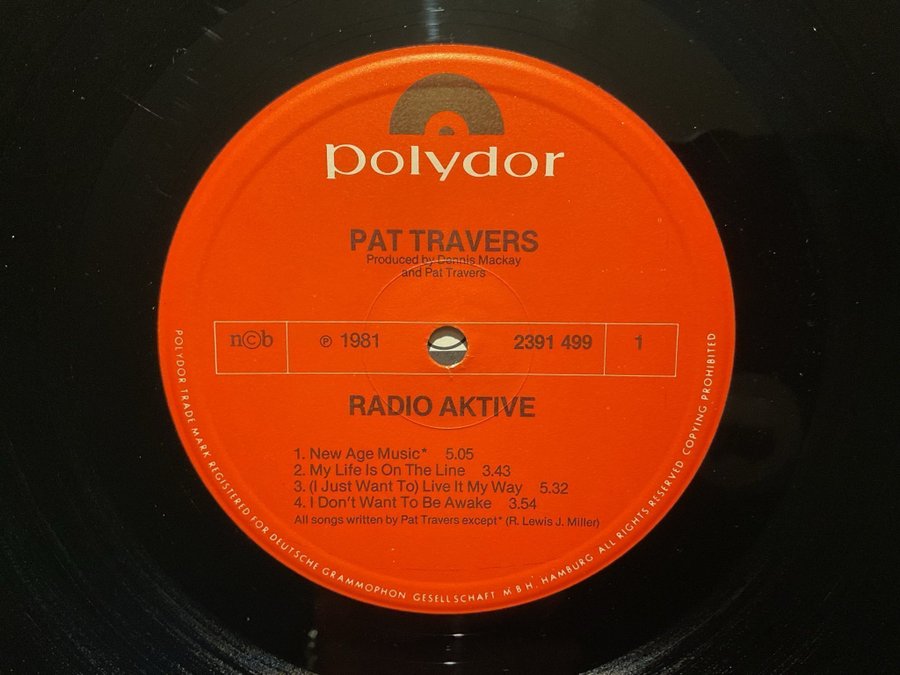 polydor
PAT TRAVERS
Produced by Dennis Mackay
and Pat Travers
n©b ℗ 1981 2391 499 1
RADIO AKTIVE
1. New Age Music* 5.05
2. My Life Is On The Line 3.43
3. (I Just Want To) Live It My Way 5.32
4. I Don't Want To Be Awake 3.54
All songs written by Pat Travers except* (R. Lewis J. Miller)
POLYDOR TRADE MARK REGISTERED FOR DEUTSCHE GRAMMOPHON GESELLSCHAFT M B H HAMBURG ALL RIGHTS RESERVED COPYING PROHIBITED